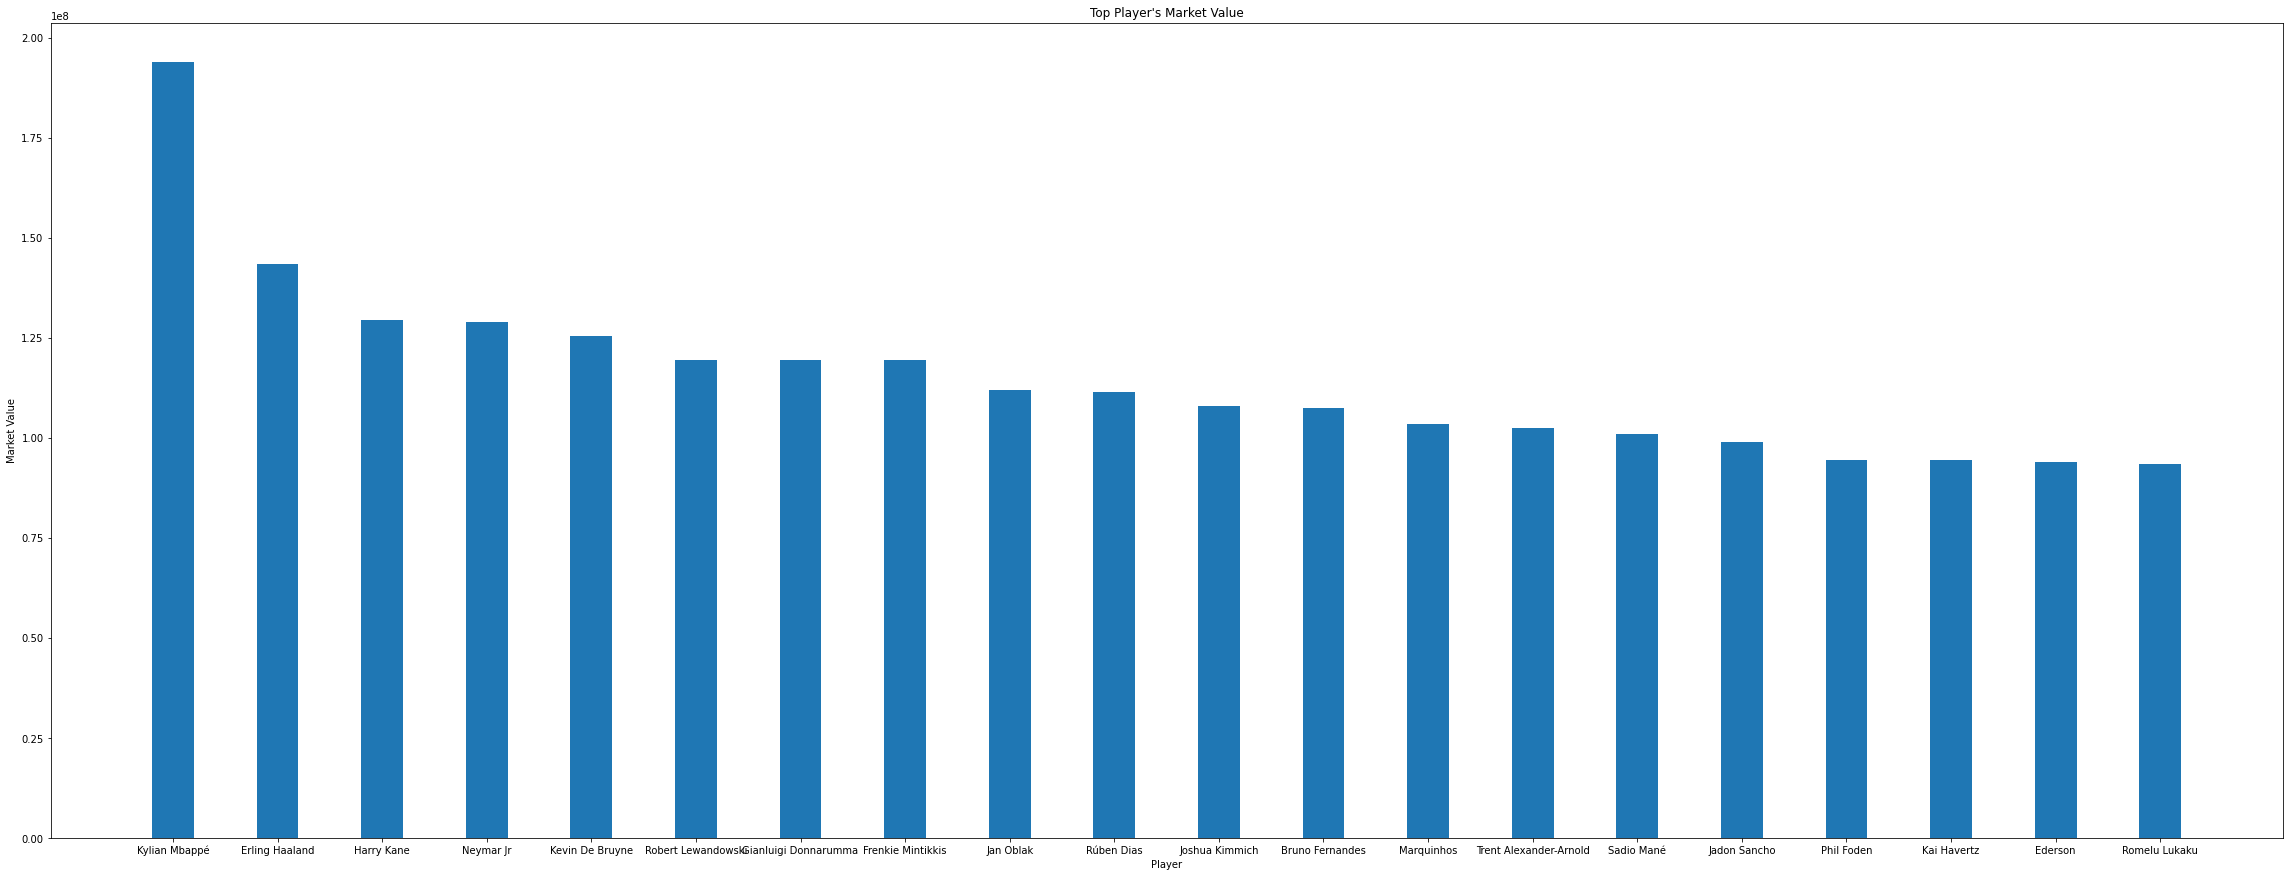 Top Player's Market Value
1e8
2.00
1.75
1.50
1.25
1.00
0.75
0.50
0.25
0.00
Market Value
Kylian Mbappé
Erling Haaland
Harry Kane
Neymar Jr
Kevin De Bruyne
Robert Lewandowski
Gianluigi Donnarumma
Frenkie Mintikkis
Jan Oblak
Rúben Dias
Joshua Kimmich
Bruno Fernandes
Marquinhos
Trent Alexander-Arnold
Sadio Mané
Jadon Sancho
Phil Foden
Kai Havertz
Ederson
Romelu Lukaku
Player